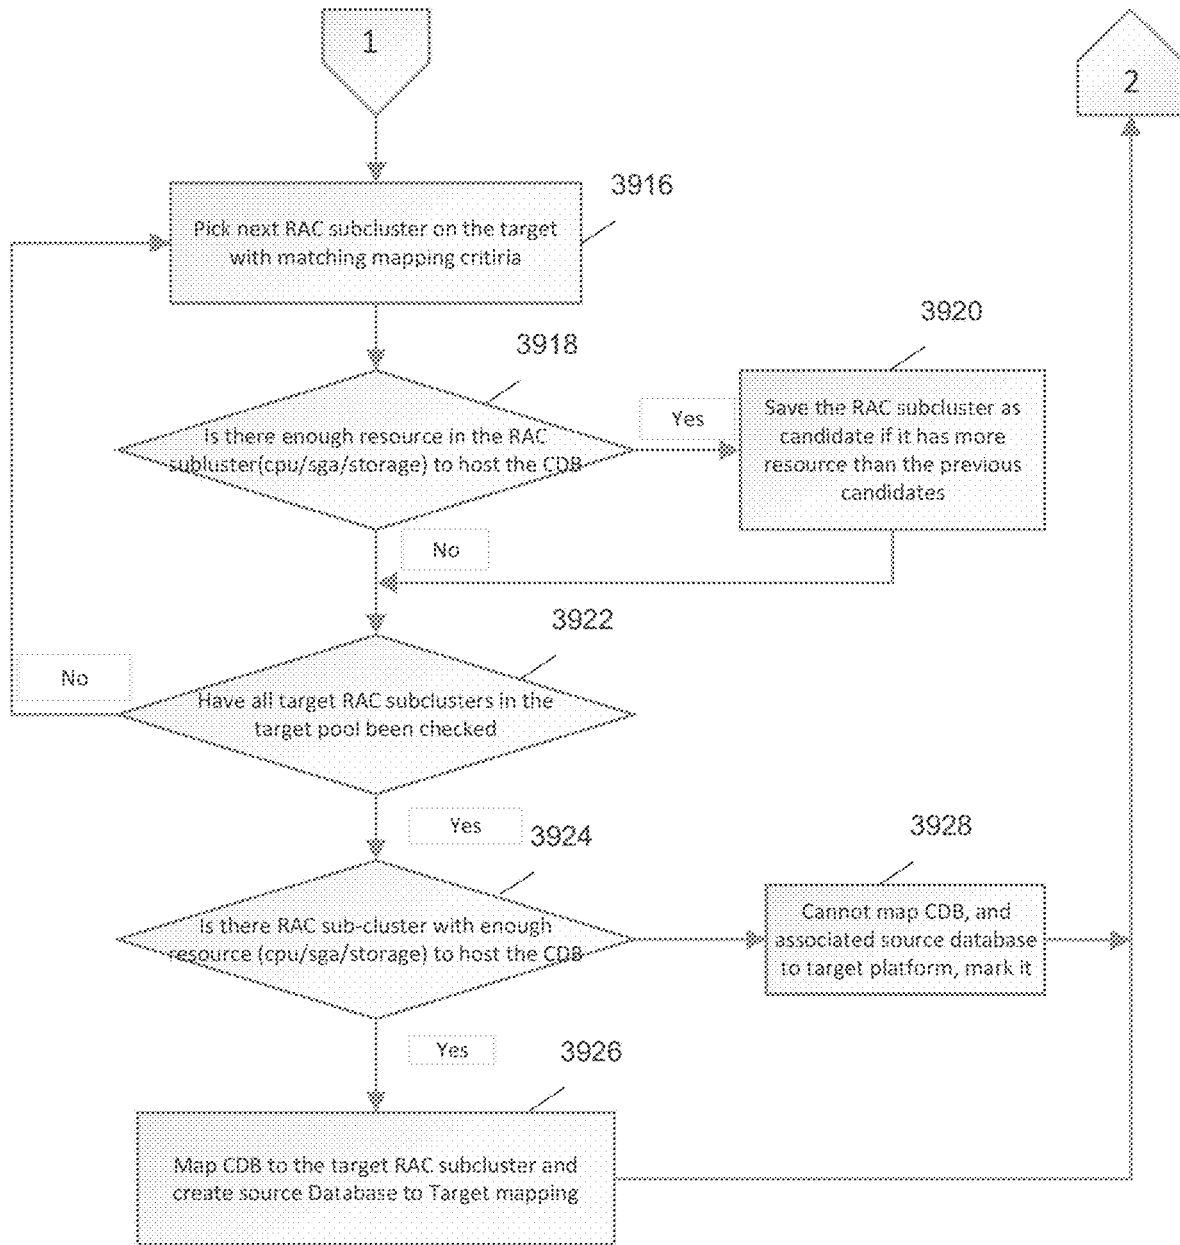 1
2
3916
Pick next RAC subcluster on the target
with matching mapping critiria
3918
3920
Is there enough resource in the RAC
subluster(cpu/sga/storage) to host the CDB
Yes
Save the RAC subcluster as
candidate if it has more
resource than the previous
candidates
No
3922
No
Have all target RAC subclusters in the
target pool been checked
Yes
3924
3928
Is there RAC sub-cluster with enough
resource (cpu/sga/storage) to host the CDB
Cannot map CDB, and
associated source database
to target platform, mark it
Yes
3926
Map CDB to the target RAC subcluster and
create source Database to Target mapping